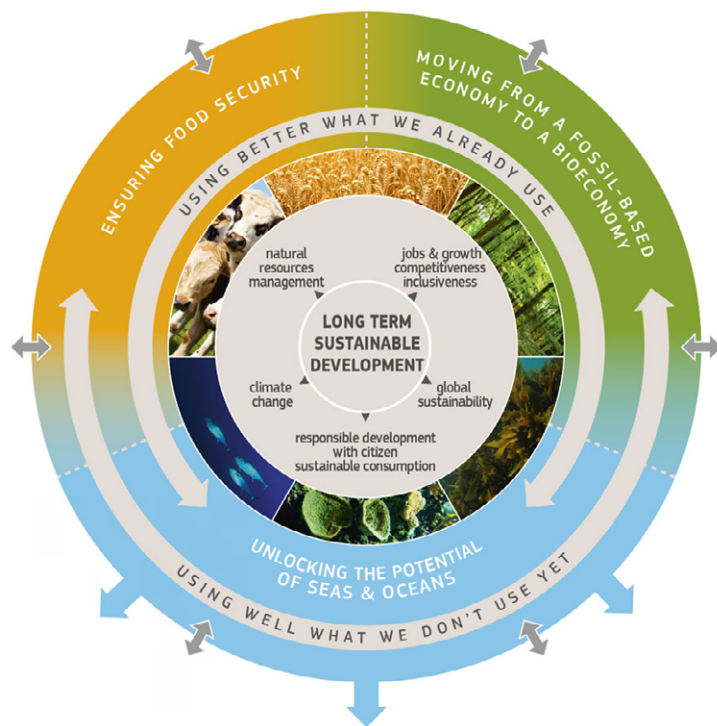 ENSURING FOOD SECURITY
MOVING FROM A FOSSIL-BASED
ECONOMY TO A BIOECONOMY
USING BETTER WHAT WE ALREADY USE
natural
resources
management
jobs & growth
competitiveness
inclusiveness
LONG TERM
SUSTAINABLE
DEVELOPMENT
climate
change
global
sustainability
responsible development
with citizen
sustainable consumption
UNLOCKING THE POTENTIAL
OF SEAS & OCEANS
USING WELL WHAT WE DON'T USE YET